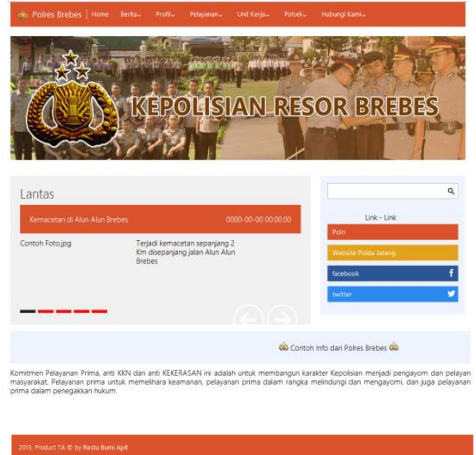 Polres Brebes | Home Berita Profil Pelayanan Unit Kerja Polsek Hubungi Kami
KEPOLISIAN RESOR BREBES
Lantas
Kemacetan di Alun Alun Brebes 0000-00-00 00:00:00
Contoh Foto.jpg
Terjadi kemacetan sepanjang 2
Km disepanjang jalan Alun Alun
Brebes
Link - Link
Polri
Website Polda Jateng
facebook f
twitter
Contoh Info dari Polres Brebes
Komitmen Pelayanan Prima, anti KKN dan anti KEKERASAN ini adalah untuk membangun karakter Kepolisian menjadi pengayom dan pelayan
masyarakat. Pelayanan prima untuk memelihara keamanan, pelayanan prima dalam rangka melindungi dan mengayomi, dan juga pelayanan
prima dalam penegakkan hukum.
2013, Product TA © by Restu Bumi Apit